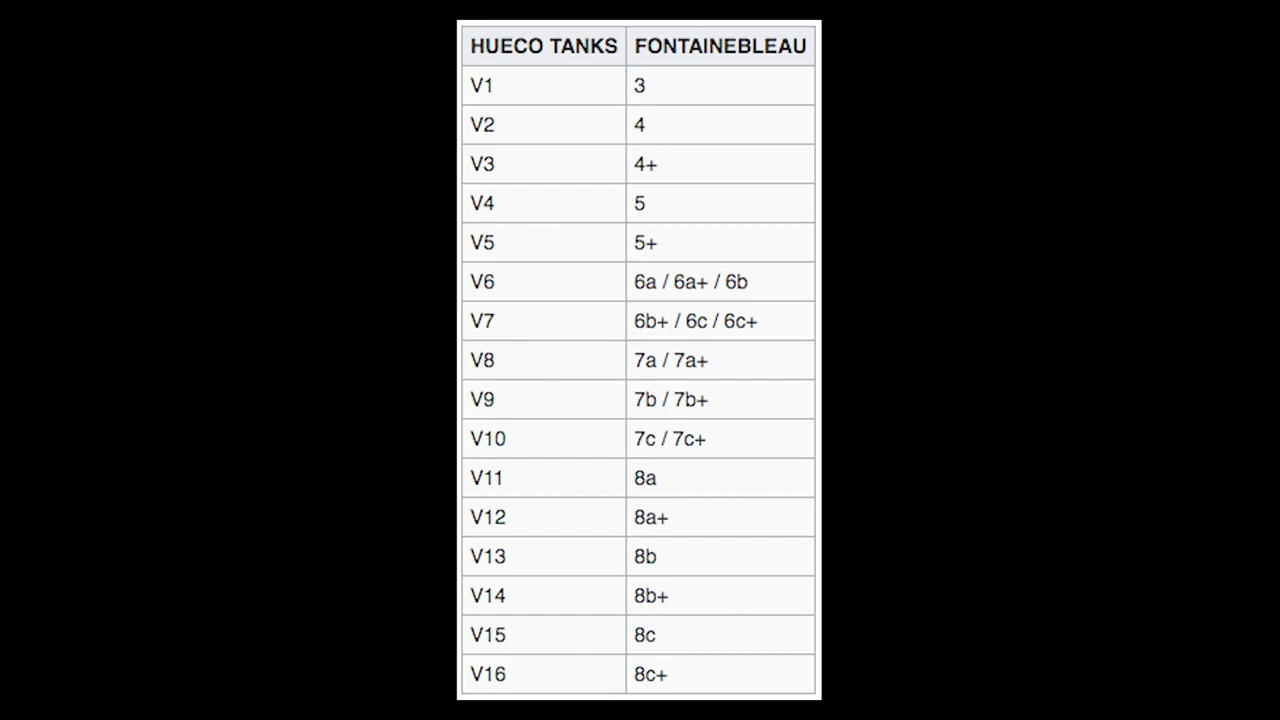 HUECO TANKS FONTAINEBLEAU
V1 3
V2 4
V3 4+
V4 5
V5 5+
V6 6a / 6a+ / 6b
V7 6b+ / 6c / 6c+
V8 7a / 7a+
V9 7b / 7b+
V10 7c / 7c+
V11 8a
V12 8a+
V13 8b
V14 8b+
V15 8c
V16 8c+